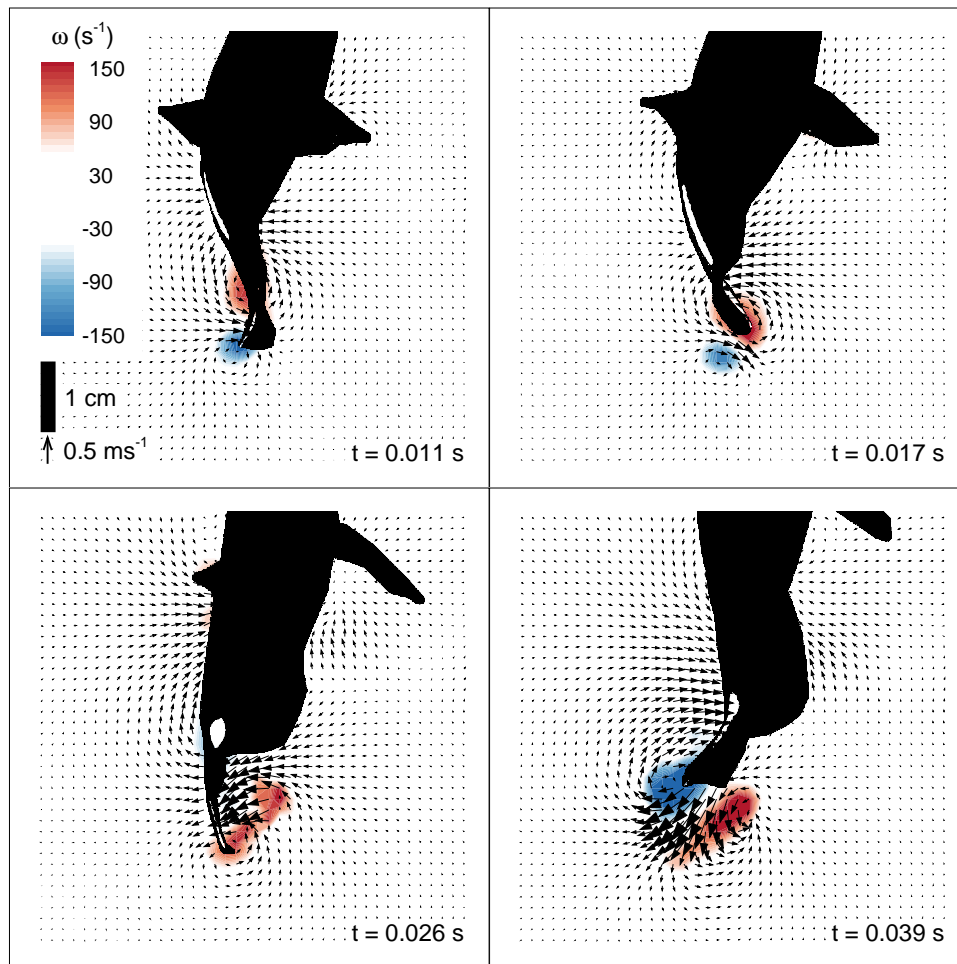 ω (s⁻¹)
150
90
30
-30
-90
-150
1 cm
0.5 ms⁻¹
t = 0.011 s
t = 0.017 s
t = 0.026 s
t = 0.039 s